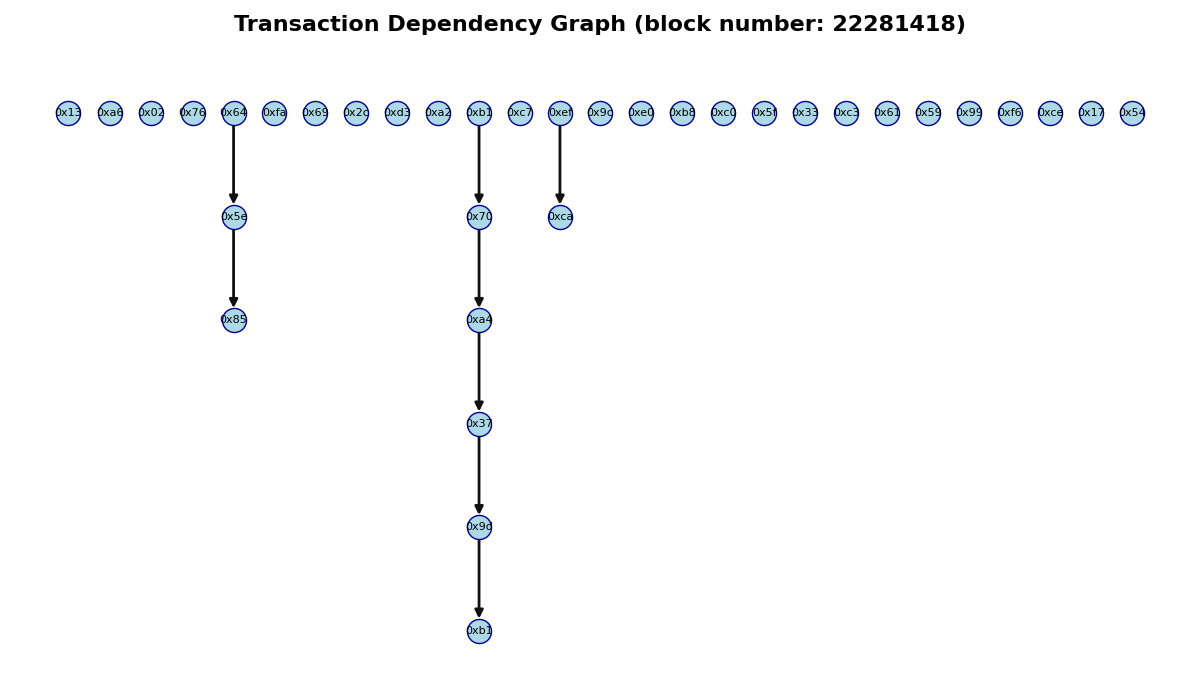 Transaction Dependency Graph (block number: 22281418)
0x13 0xa6 0x02 0x76 0x64 0xfa 0x69 0x2c 0xd3 0xa2 0xb1 0xc7 0xef 0x9c 0xe0 0xb8 0xc0 0x5f 0x33 0xc3 0x61 0x59 0x99 0xf6 0xce 0x17 0x54
0x5e 0x70 0xca
0x85 0xa4
0x37
0x9d
0xb1